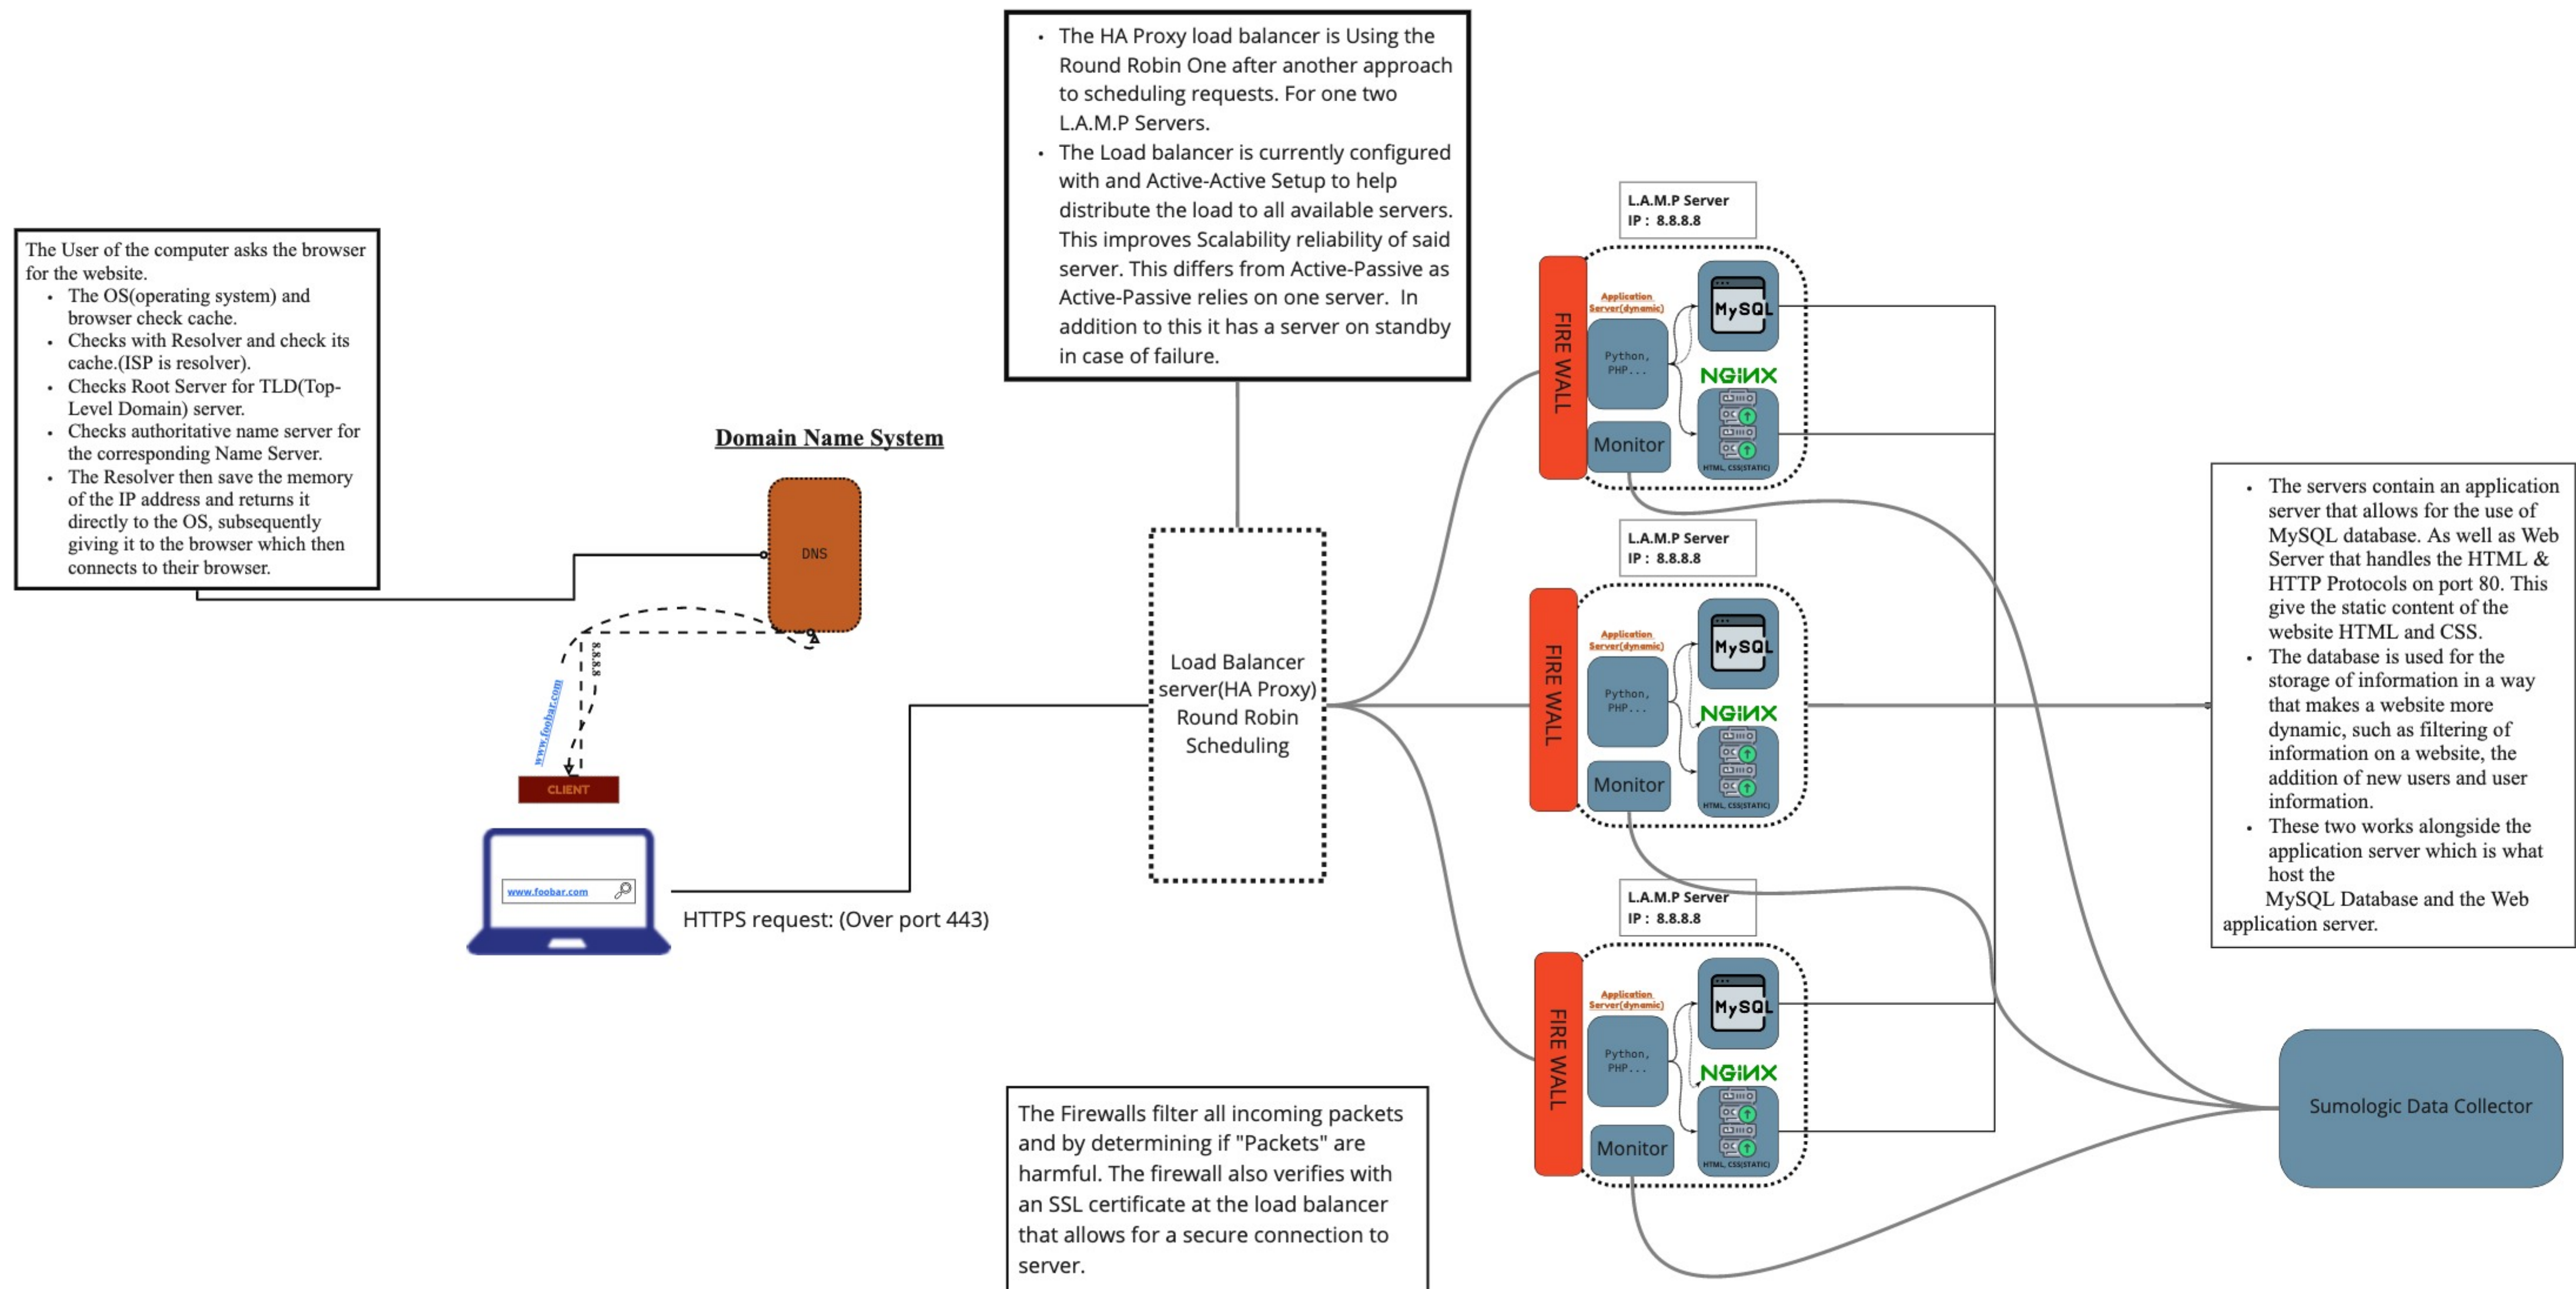 • The HA Proxy load balancer is Using the
Round Robin One after another approach
to scheduling requests. For one two
L.A.M.P Servers.
• The Load balancer is currently configured
with and Active-Active Setup to help
distribute the load to all available servers.
This improves Scalability reliability of said
server. This differs from Active-Passive as
Active-Passive relies on one server. In
addition to this it has a server on standby
in case of failure.
The User of the computer asks the browser
for the website.
• The OS(operating system) and
browser check cache.
• Checks with Resolver and check its
cache.(ISP is resolver).
• Checks Root Server for TLD(Top-
Level Domain) server.
• Checks authoritative name server for
the corresponding Name Server.
• The Resolver then save the memory
of the IP address and returns it
directly to the OS, subsequently
giving it to the browser which then
connects to their browser.
Domain Name System
DNS
8.8.8.8
www.foobar.com
CLIENT
www.foobar.com
HTTPS request: (Over port 443)
Load Balancer
server(HA Proxy)
Round Robin
Scheduling
L.A.M.P Server
IP : 8.8.8.8
FIRE WALL
Application
Server(dynamic)
Python,
PHP...
Monitor
MySQL
NGiNX
HTML, CSS(STATIC)
L.A.M.P Server
IP : 8.8.8.8
FIRE WALL
Application
Server(dynamic)
Python,
PHP...
Monitor
MySQL
NGiNX
HTML, CSS(STATIC)
L.A.M.P Server
IP : 8.8.8.8
FIRE WALL
Application
Server(dynamic)
Python,
PHP...
Monitor
MySQL
NGiNX
HTML, CSS(STATIC)
• The servers contain an application
server that allows for the use of
MySQL database. As well as Web
Server that handles the HTML &
HTTP Protocols on port 80. This
give the static content of the
website HTML and CSS.
• The database is used for the
storage of information in a way
that makes a website more
dynamic, such as filtering of
information on a website, the
addition of new users and user
information.
• These two works alongside the
application server which is what
host the
MySQL Database and the Web
application server.
Sumologic Data Collector
The Firewalls filter all incoming packets
and by determining if "Packets" are
harmful. The firewall also verifies with
an SSL certificate at the load balancer
that allows for a secure connection to
server.